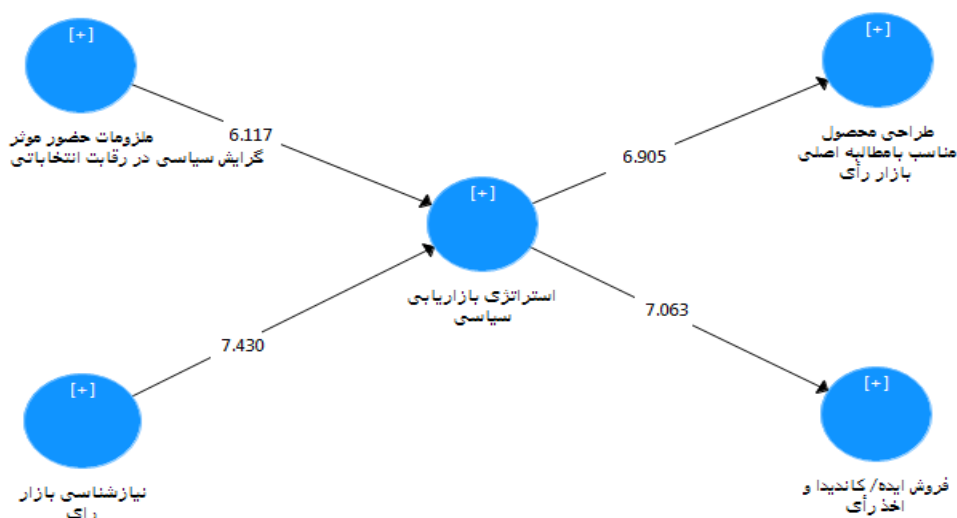 [+]
[+]
ملزومات حضور موثر
گرایش سیاسی در رقابت انتخاباتی
6.117
طراحی محصول
مناسب بامطالبه اصلی
بازار رأی
6.905
[+]
استراتژی بازاریابی
سیاسی
7.430
7.063
[+]
[+]
نیازشناسی بازار
رای
فروش ایده/ کاندیدا و
اخذ رأی